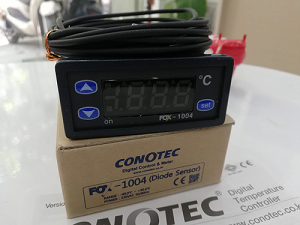 °C
set
on
FOX-1004
CONOTEC
Digital Control & Meter
FOX-1004 (Diode Sensor)
CONOTEC
Digital
Temperature
Controller
www.conotec.co.k